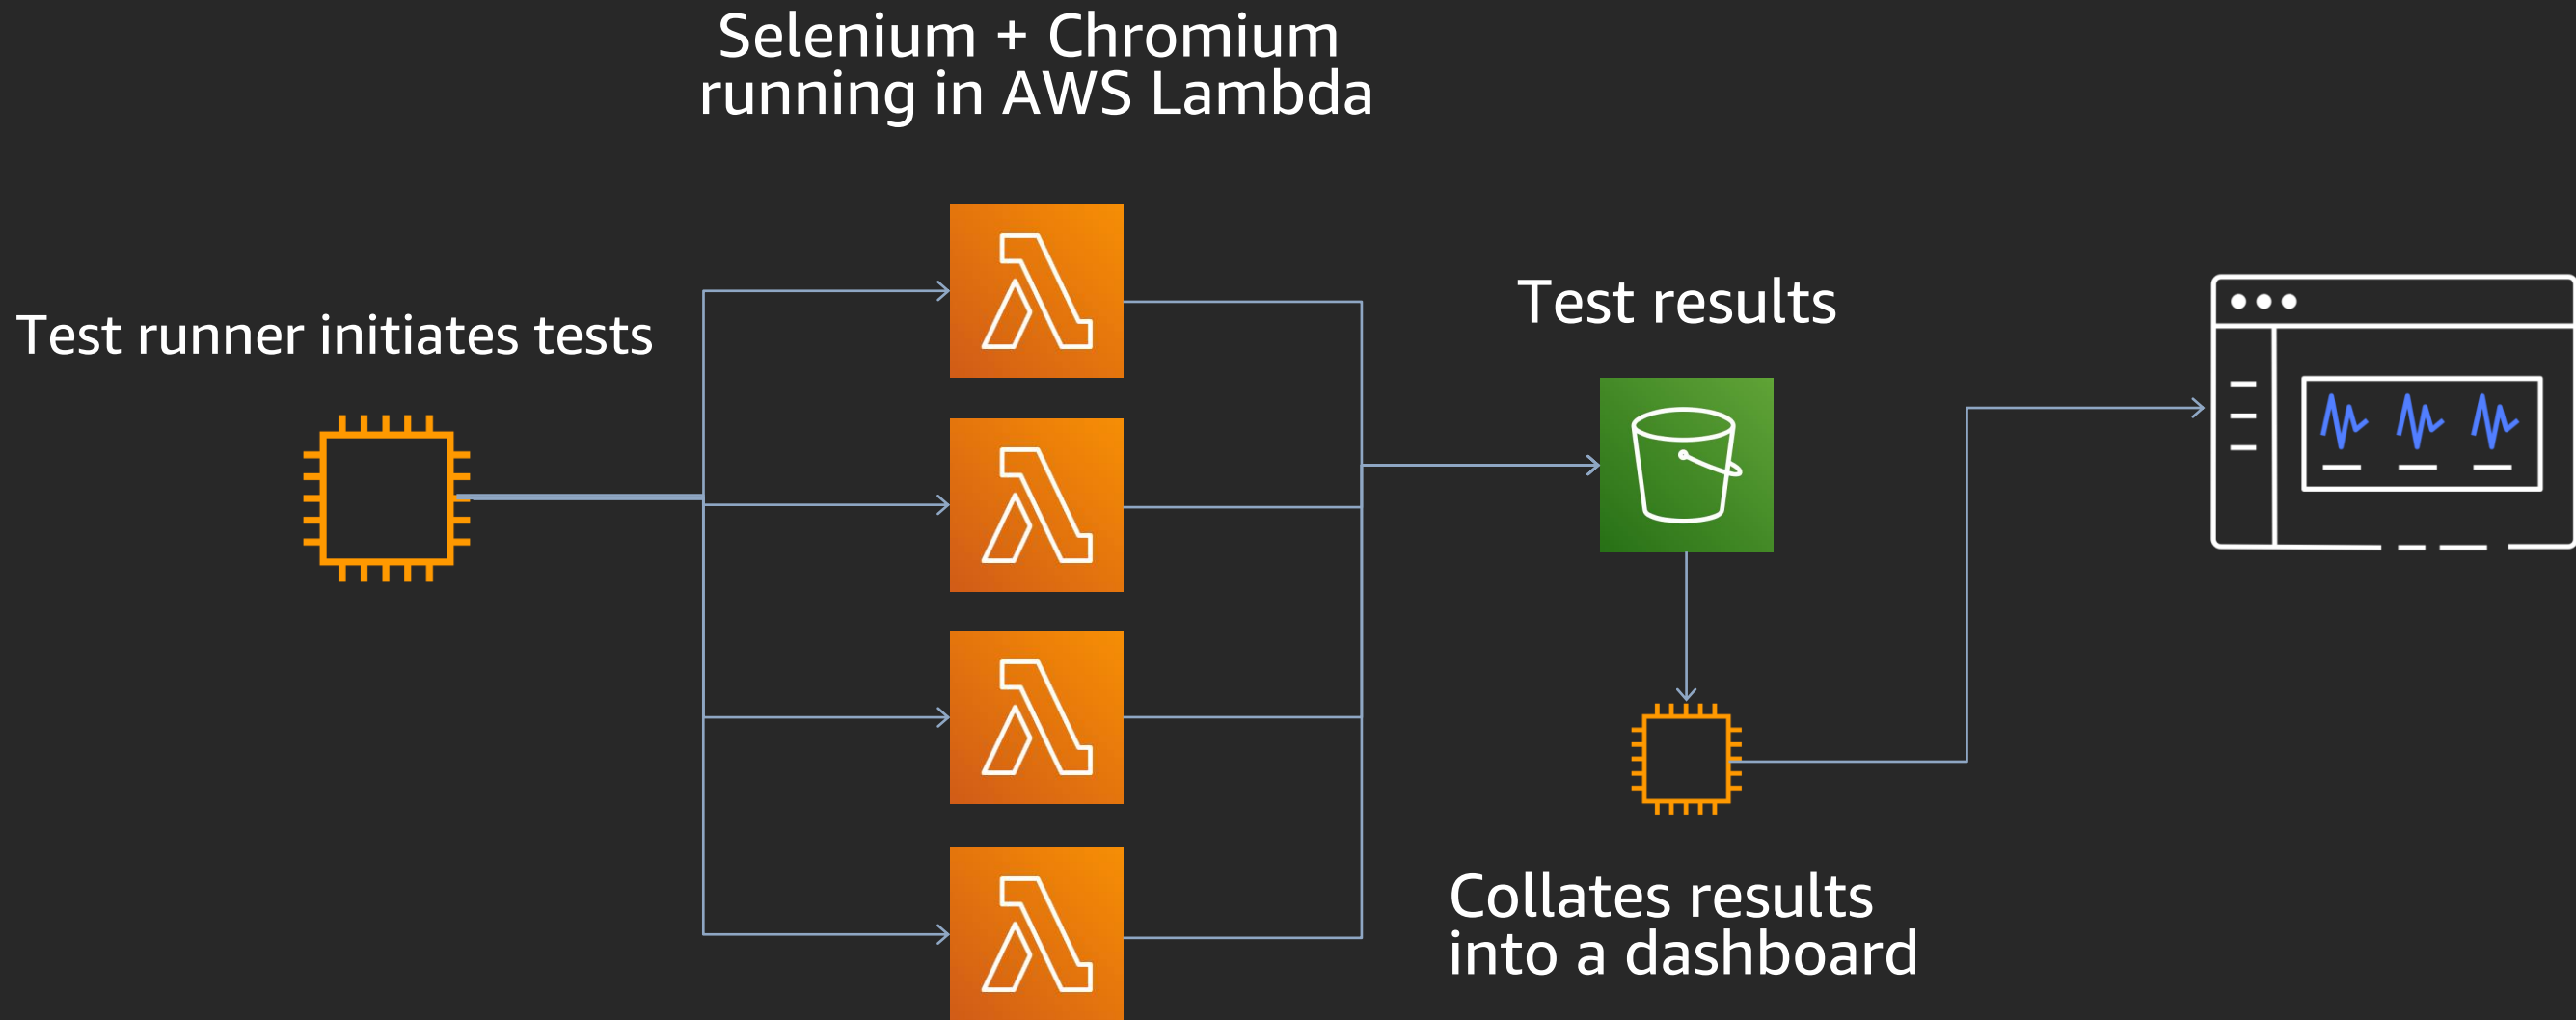 Selenium + Chromium
running in AWS Lambda
Test runner initiates tests
Test results
Collates results
into a dashboard